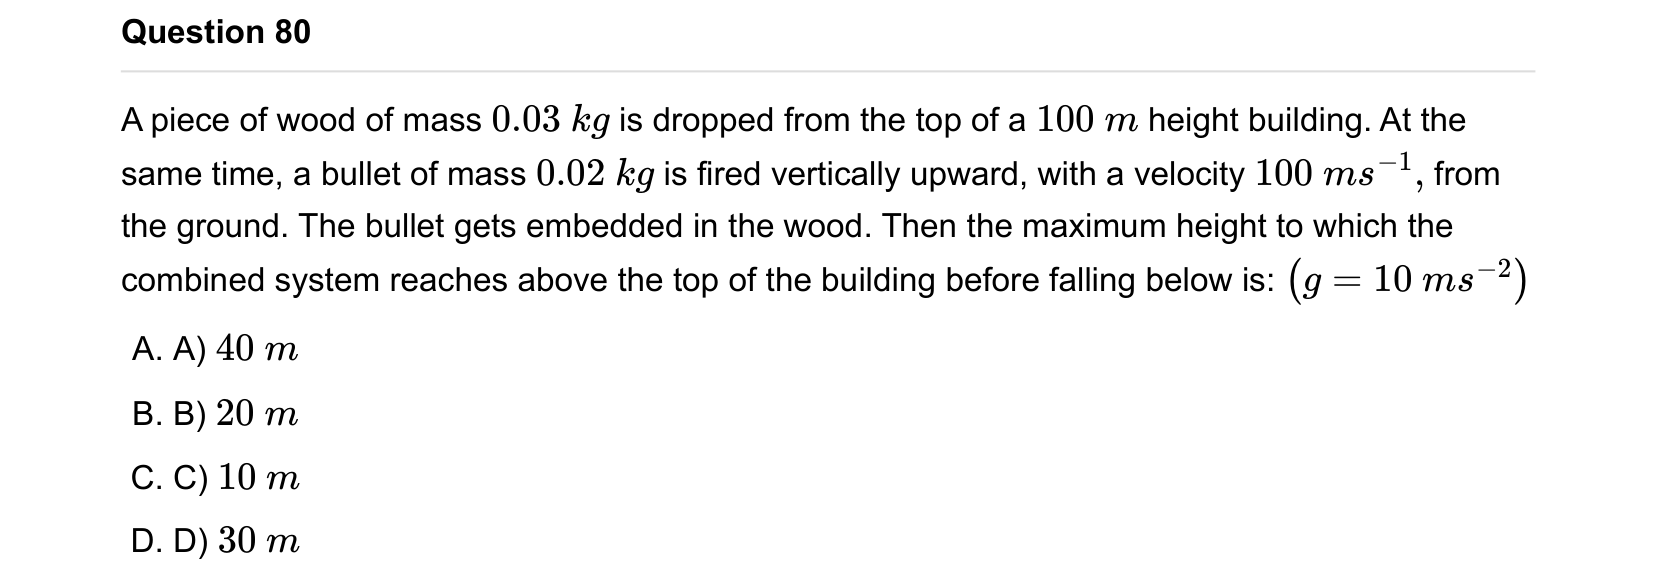 Question 80
A piece of wood of mass 0.03 kg is dropped from the top of a 100 m height building. At the
same time, a bullet of mass 0.02 kg is fired vertically upward, with a velocity 100 ms⁻¹, from
the ground. The bullet gets embedded in the wood. Then the maximum height to which the
combined system reaches above the top of the building before falling below is: (g = 10 ms⁻²)
A. A) 40 m
B. B) 20 m
C. C) 10 m
D. D) 30 m